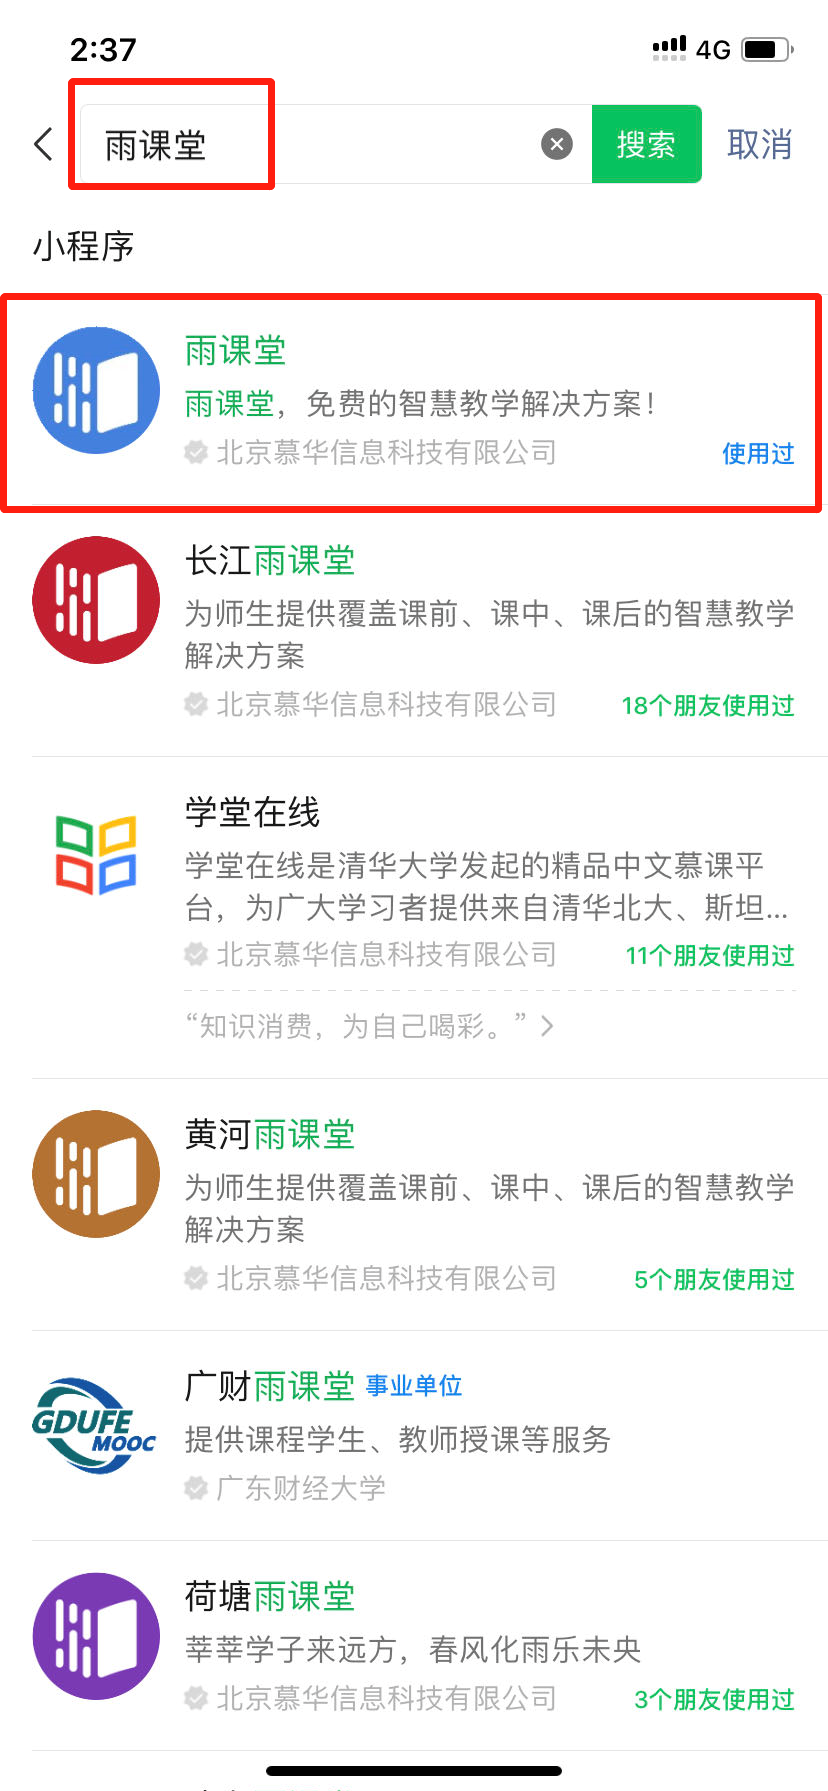 2:37
4G
雨课堂
搜索
取消
小程序
雨课堂
雨课堂，免费的智慧教学解决方案！
北京慕华信息科技有限公司
使用过
长江雨课堂
为师生提供覆盖课前、课中、课后的智慧教学
解决方案
北京慕华信息科技有限公司
18个朋友使用过
学堂在线
学堂在线是清华大学发起的精品中文慕课平
台，为广大学习者提供来自清华北大、斯坦...
北京慕华信息科技有限公司
11个朋友使用过
“知识消费，为自己喝彩。”
黄河雨课堂
为师生提供覆盖课前、课中、课后的智慧教学
解决方案
北京慕华信息科技有限公司
5个朋友使用过
GDUFE
MOOC
广财雨课堂 事业单位
提供课程学生、教师授课等服务
广东财经大学
荷塘雨课堂
莘莘学子来远方，春风化雨乐未央
北京慕华信息科技有限公司
3个朋友使用过